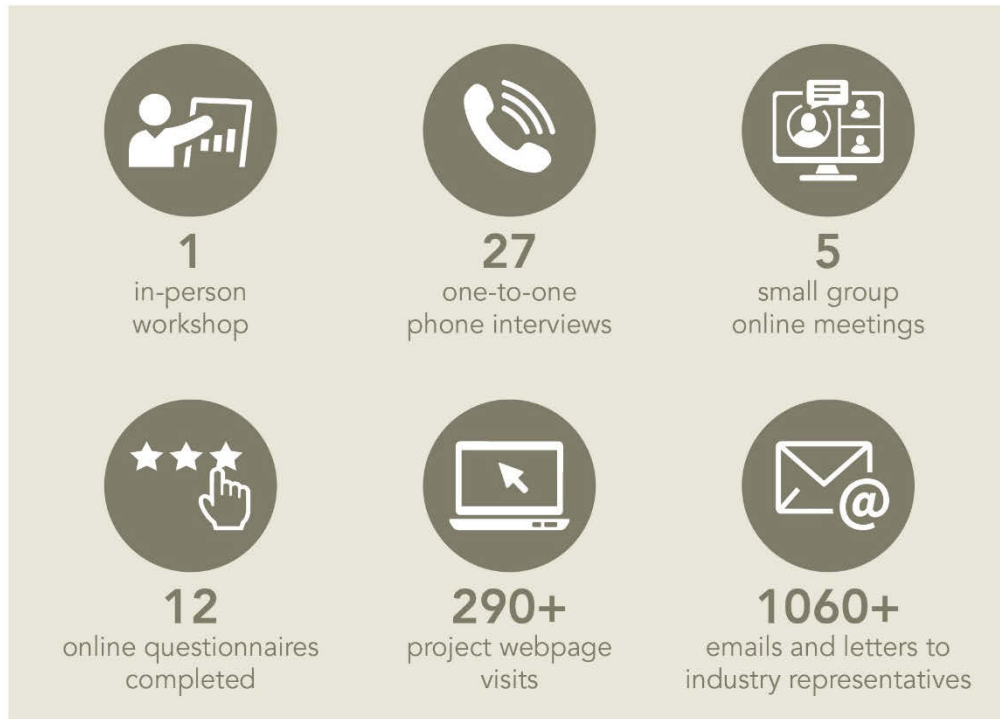 1
in-person
workshop
27
one-to-one
phone interviews
5
small group
online meetings
12
online questionnaires
completed
290+
project webpage
visits
@
1060+
emails and letters to
industry representatives